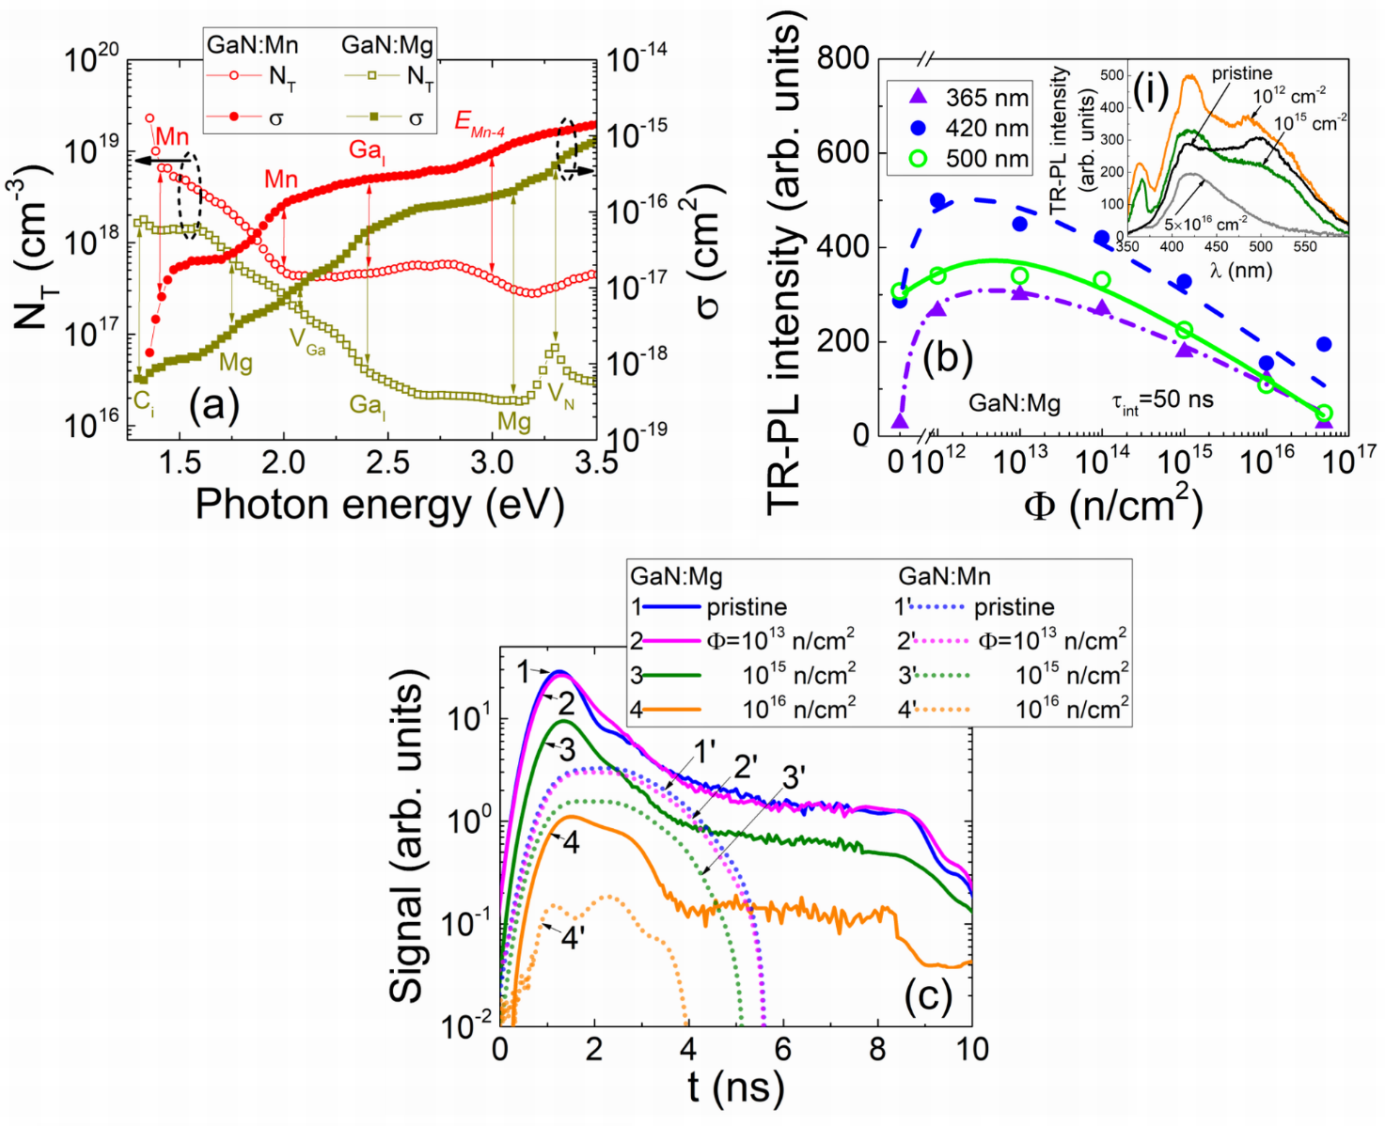 GaN:Mn GaN:Mg
N_T N_T
σ σ
10^20
10^19
10^18
10^17
10^16
N_T (cm^-3)
10^-14
10^-15
10^-16
10^-17
10^-18
10^-19
σ (cm^2)
Mn
Mn
Ga_I
E_Mn-4
C_i
Mg
V_Ga
Ga_I
Mg
V_N
(a)
1.5 2.0 2.5 3.0 3.5
Photon energy (eV)
TR-PL intensity (arb. units)
800
600
400
200
0
365 nm
420 nm
500 nm
(b)
GaN:Mg τ_int=50 ns
0 10^12 10^13 10^14 10^15 10^16 10^17
Φ (n/cm^2)
TR-PL intensity
(arb. units)
500
400
300
200
100
0
(i)
pristine
10^12 cm^-2
10^15 cm^-2
5×10^16 cm^-2
350 400 450 500 550
λ (nm)
GaN:Mg GaN:Mn
1 pristine 1' pristine
2 Φ=10^13 n/cm^2 2' Φ=10^13 n/cm^2
3 10^15 n/cm^2 3' 10^15 n/cm^2
4 10^16 n/cm^2 4' 10^16 n/cm^2
Signal (arb. units)
10^1
10^0
10^-1
10^-2
1
2
3
4
1'
2'
3'
4'
(c)
0 2 4 6 8 10
t (ns)